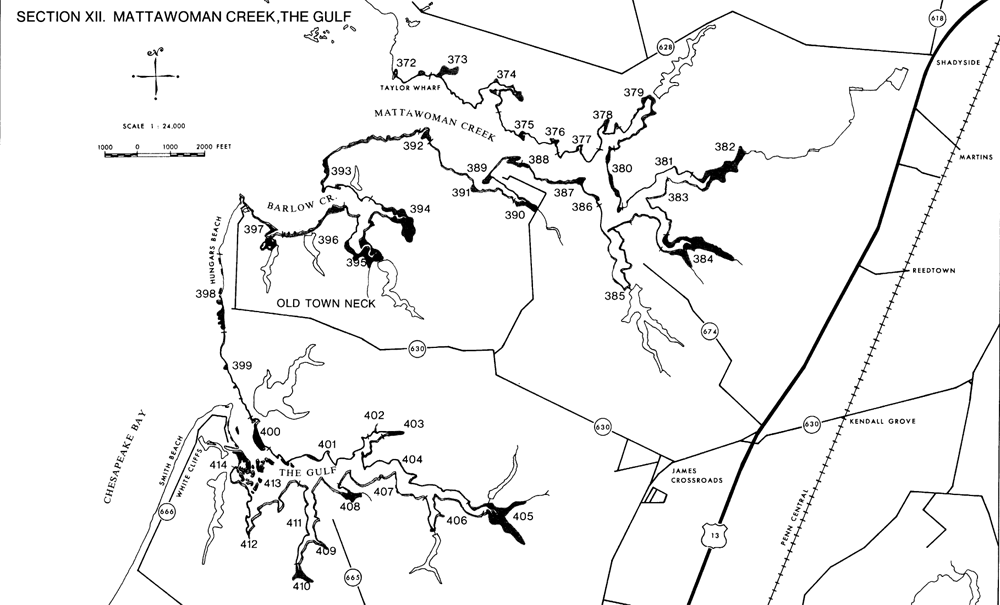 SECTION XII. MATTAWOMAN CREEK, THE GULF
N
SCALE 1 : 24,000
1000 0 1000 2000 FEET
618
628
SHADYSIDE
372
373
374
TAYLOR WHARF
MATTAWOMAN CREEK
375
376
377
378
379
380
381
382
383
384
385
386
387
388
389
390
391
392
393
394
395
396
397
BARLOW CR.
HUNGARS BEACH
398
OLD TOWN NECK
399
MARTINS
REEDTOWN
674
630
630
630
KENDALL GROVE
JAMES
CROSSROADS
13
PENN CENTRAL
CHESAPEAKE BAY
SMITH BEACH
WHITE CLIFFS
666
THE GULF
400
401
402
403
404
405
406
407
408
409
410
411
412
413
414
665